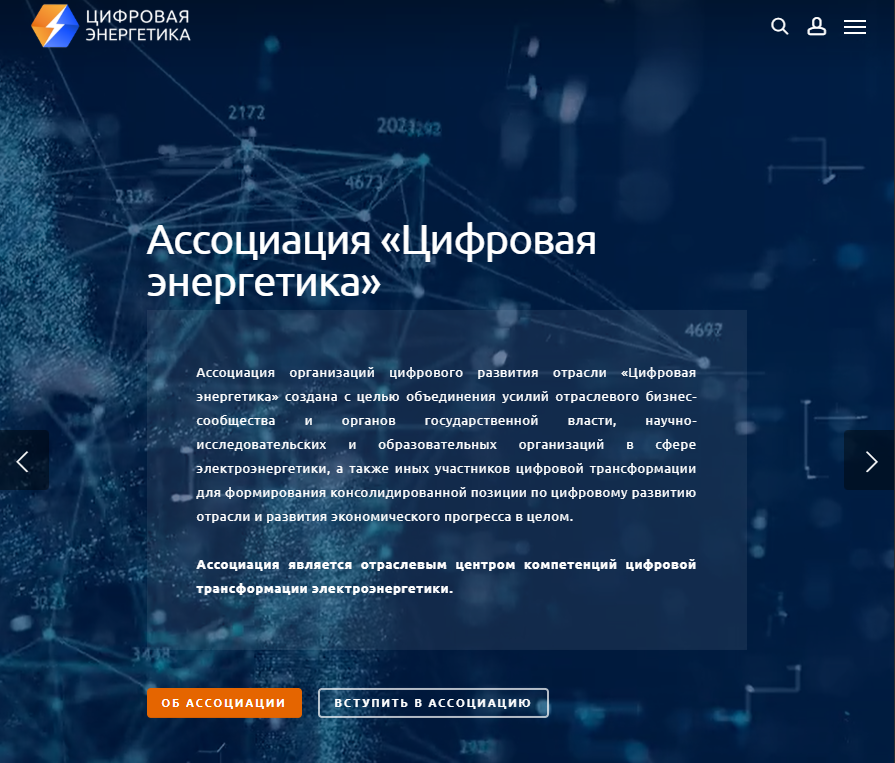 ЦИФРОВАЯ
ЭНЕРГЕТИКА
2172
2326
4673
Ассоциация «Цифровая
энергетика»
4697
Ассоциация организаций цифрового развития отрасли «Цифровая
энергетика» создана с целью объединения усилий отраслевого бизнес-
сообщества и органов государственной власти, научно-
исследовательских и образовательных организаций в сфере
электроэнергетики, а также иных участников цифровой трансформации
для формирования консолидированной позиции по цифровому развитию
отрасли и развития экономического прогресса в целом.
Ассоциация является отраслевым центром компетенций цифровой
трансформации электроэнергетики.
3448
ОБ АССОЦИАЦИИ
ВСТУПИТЬ В АССОЦИАЦИЮ